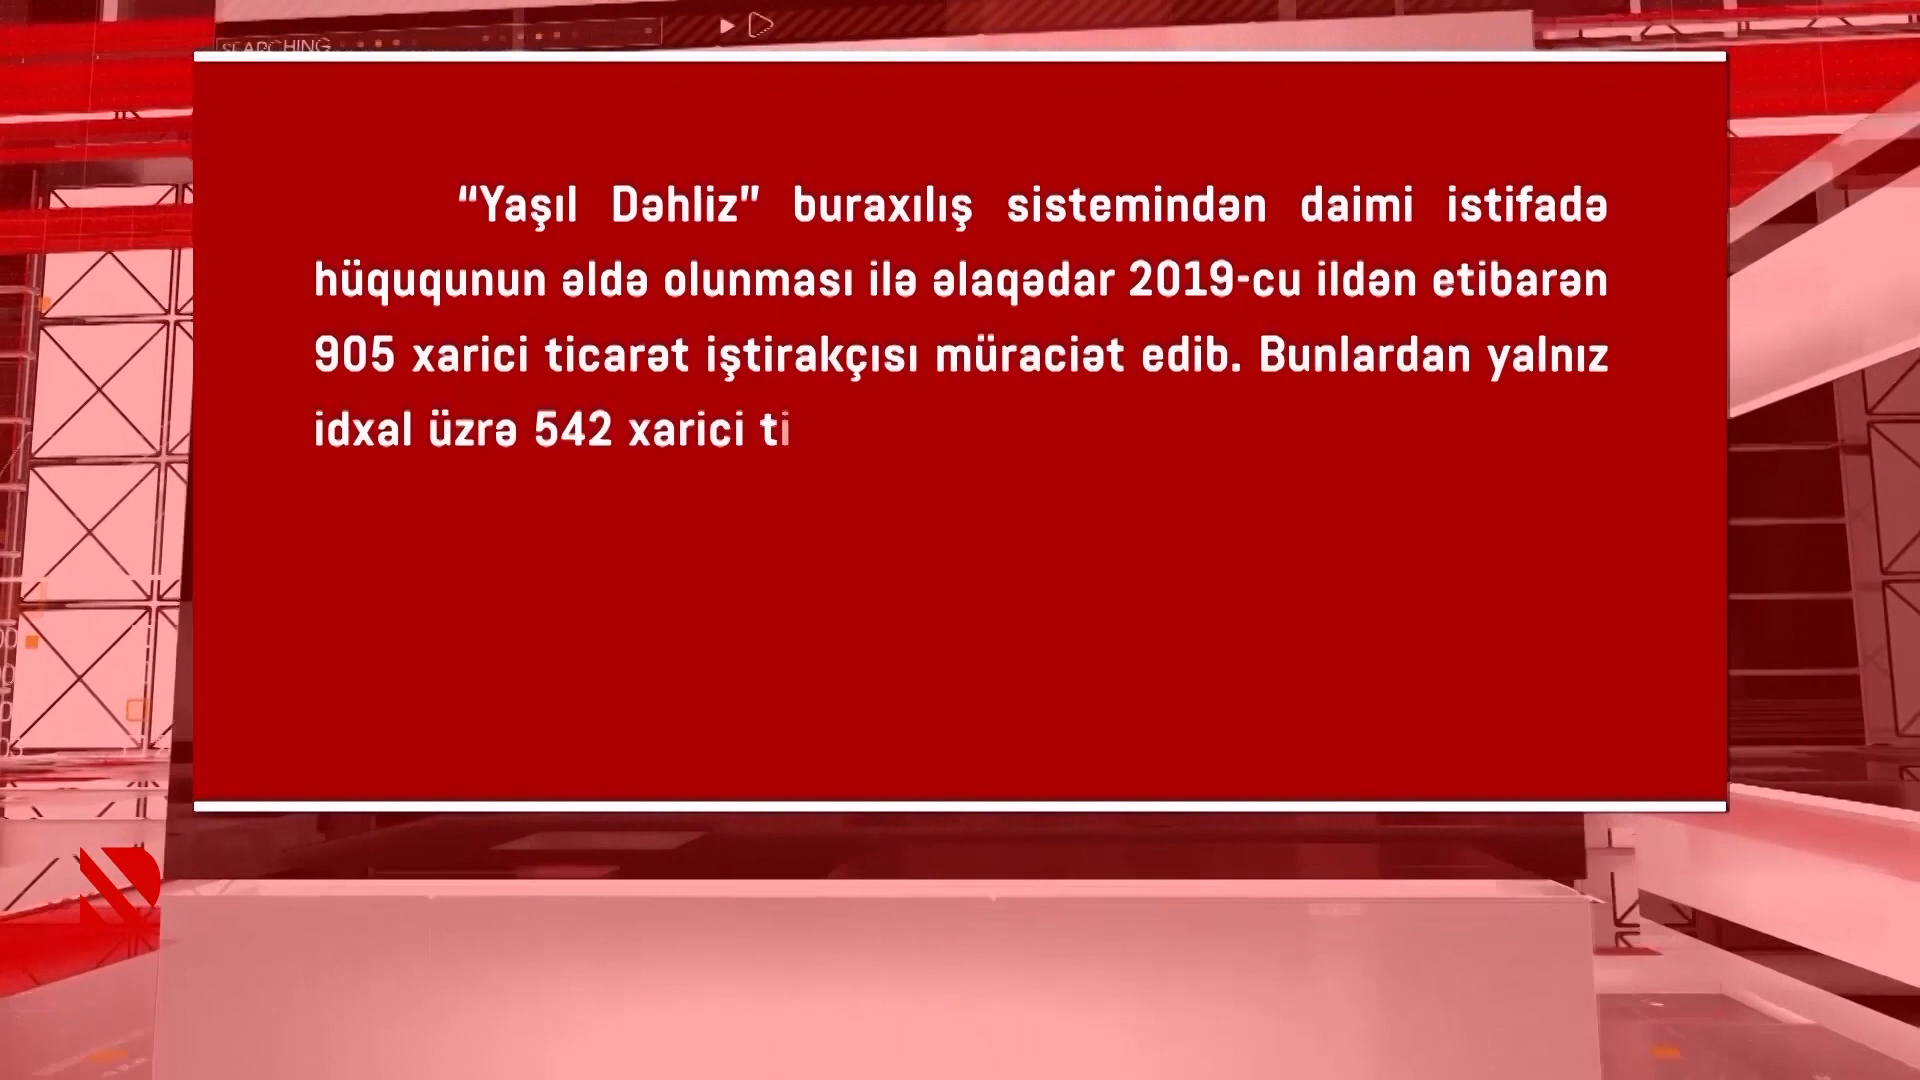 SEARCHING
“Yaşıl Dəhliz” buraxılış sistemindən daimi istifadə
hüququnun əldə olunması ilə əlaqədar 2019-cu ildən etibarən
905 xarici ticarət iştirakçısı müraciət edib. Bunlardan yalnız
idxal üzrə 542 xarici ti